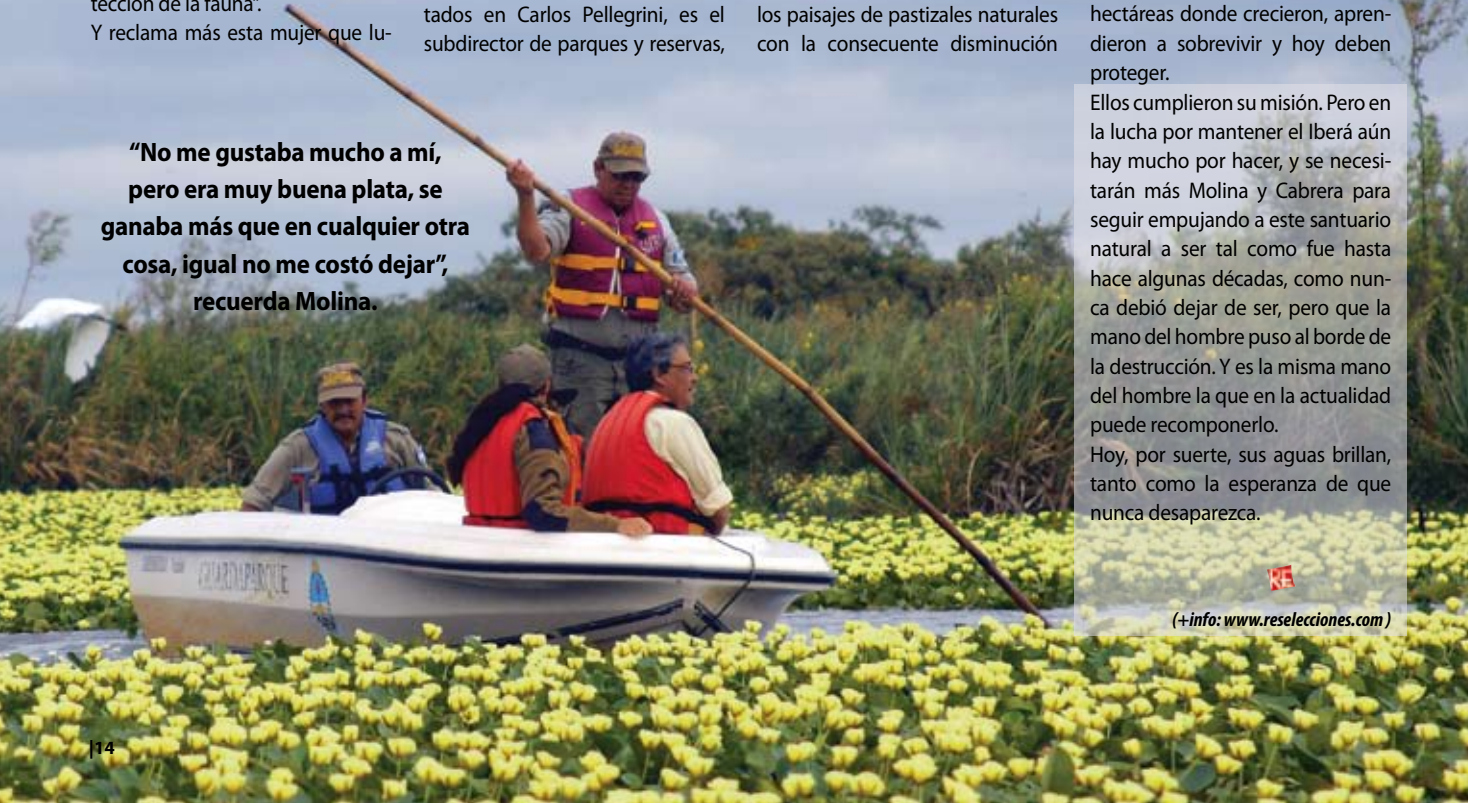 tección de la fauna”.
Y reclama más esta mujer que lu-
tados en Carlos Pellegrini, es el
subdirector de parques y reservas,
los paisajes de pastizales naturales
con la consecuente disminución
hectáreas donde crecieron, apren-
dieron a sobrevivir y hoy deben
proteger.
Ellos cumplieron su misión. Pero en
la lucha por mantener el Iberá aún
hay mucho por hacer, y se necesi-
tarán más Molina y Cabrera para
seguir empujando a este santuario
natural a ser tal como fue hasta
hace algunas décadas, como nun-
ca debió dejar de ser, pero que la
mano del hombre puso al borde de
la destrucción. Y es la misma mano
del hombre la que en la actualidad
puede recomponerlo.
Hoy, por suerte, sus aguas brillan,
tanto como la esperanza de que
nunca desaparezca.
RE
(+info: www.reselecciones.com )
“No me gustaba mucho a mí,
pero era muy buena plata, se
ganaba más que en cualquier otra
cosa, igual no me costó dejar”,
recuerda Molina.
GUARDAPARQUE
|14